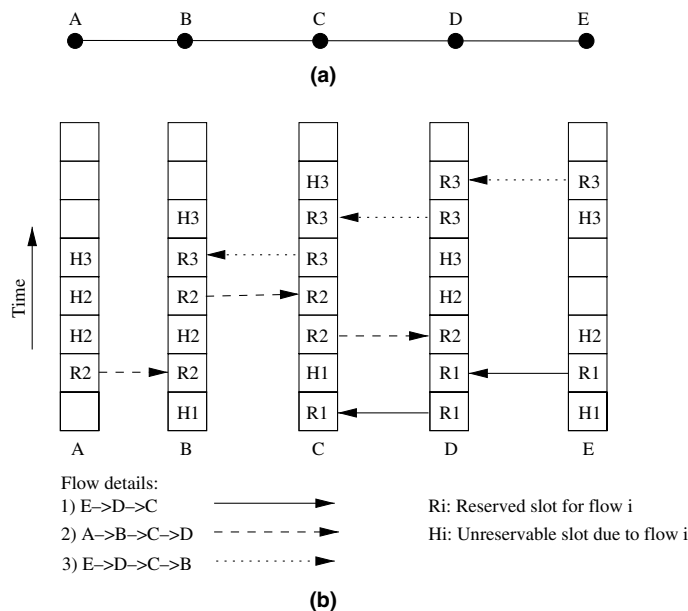 A B C D E
(a)
H3 R3 R3
H3 R3 R3 H3
H3 R3 R3 H3
H2 R2 R2 H2
H2 H2 R2 R2 H2
R2 R2 H1 R1 R1
H1 R1 R1 H1
Time
A B C D E
Flow details:
1) E–>D–>C
2) A–>B–>C–>D
3) E–>D–>C–>B
Ri: Reserved slot for flow i
Hi: Unreservable slot due to flow i
(b)